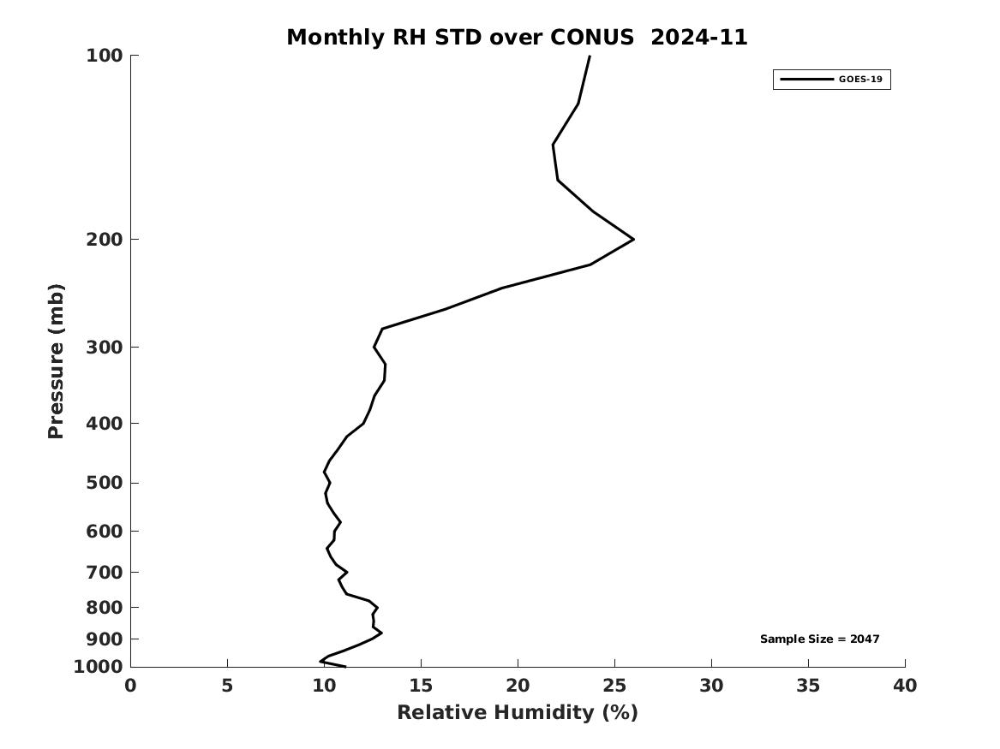 Monthly RH STD over CONUS  2024-11
GOES-19
Pressure (mb)
100
200
300
400
500
600
700
800
900
1000
Sample Size = 2047
0 5 10 15 20 25 30 35 40
Relative Humidity (%)